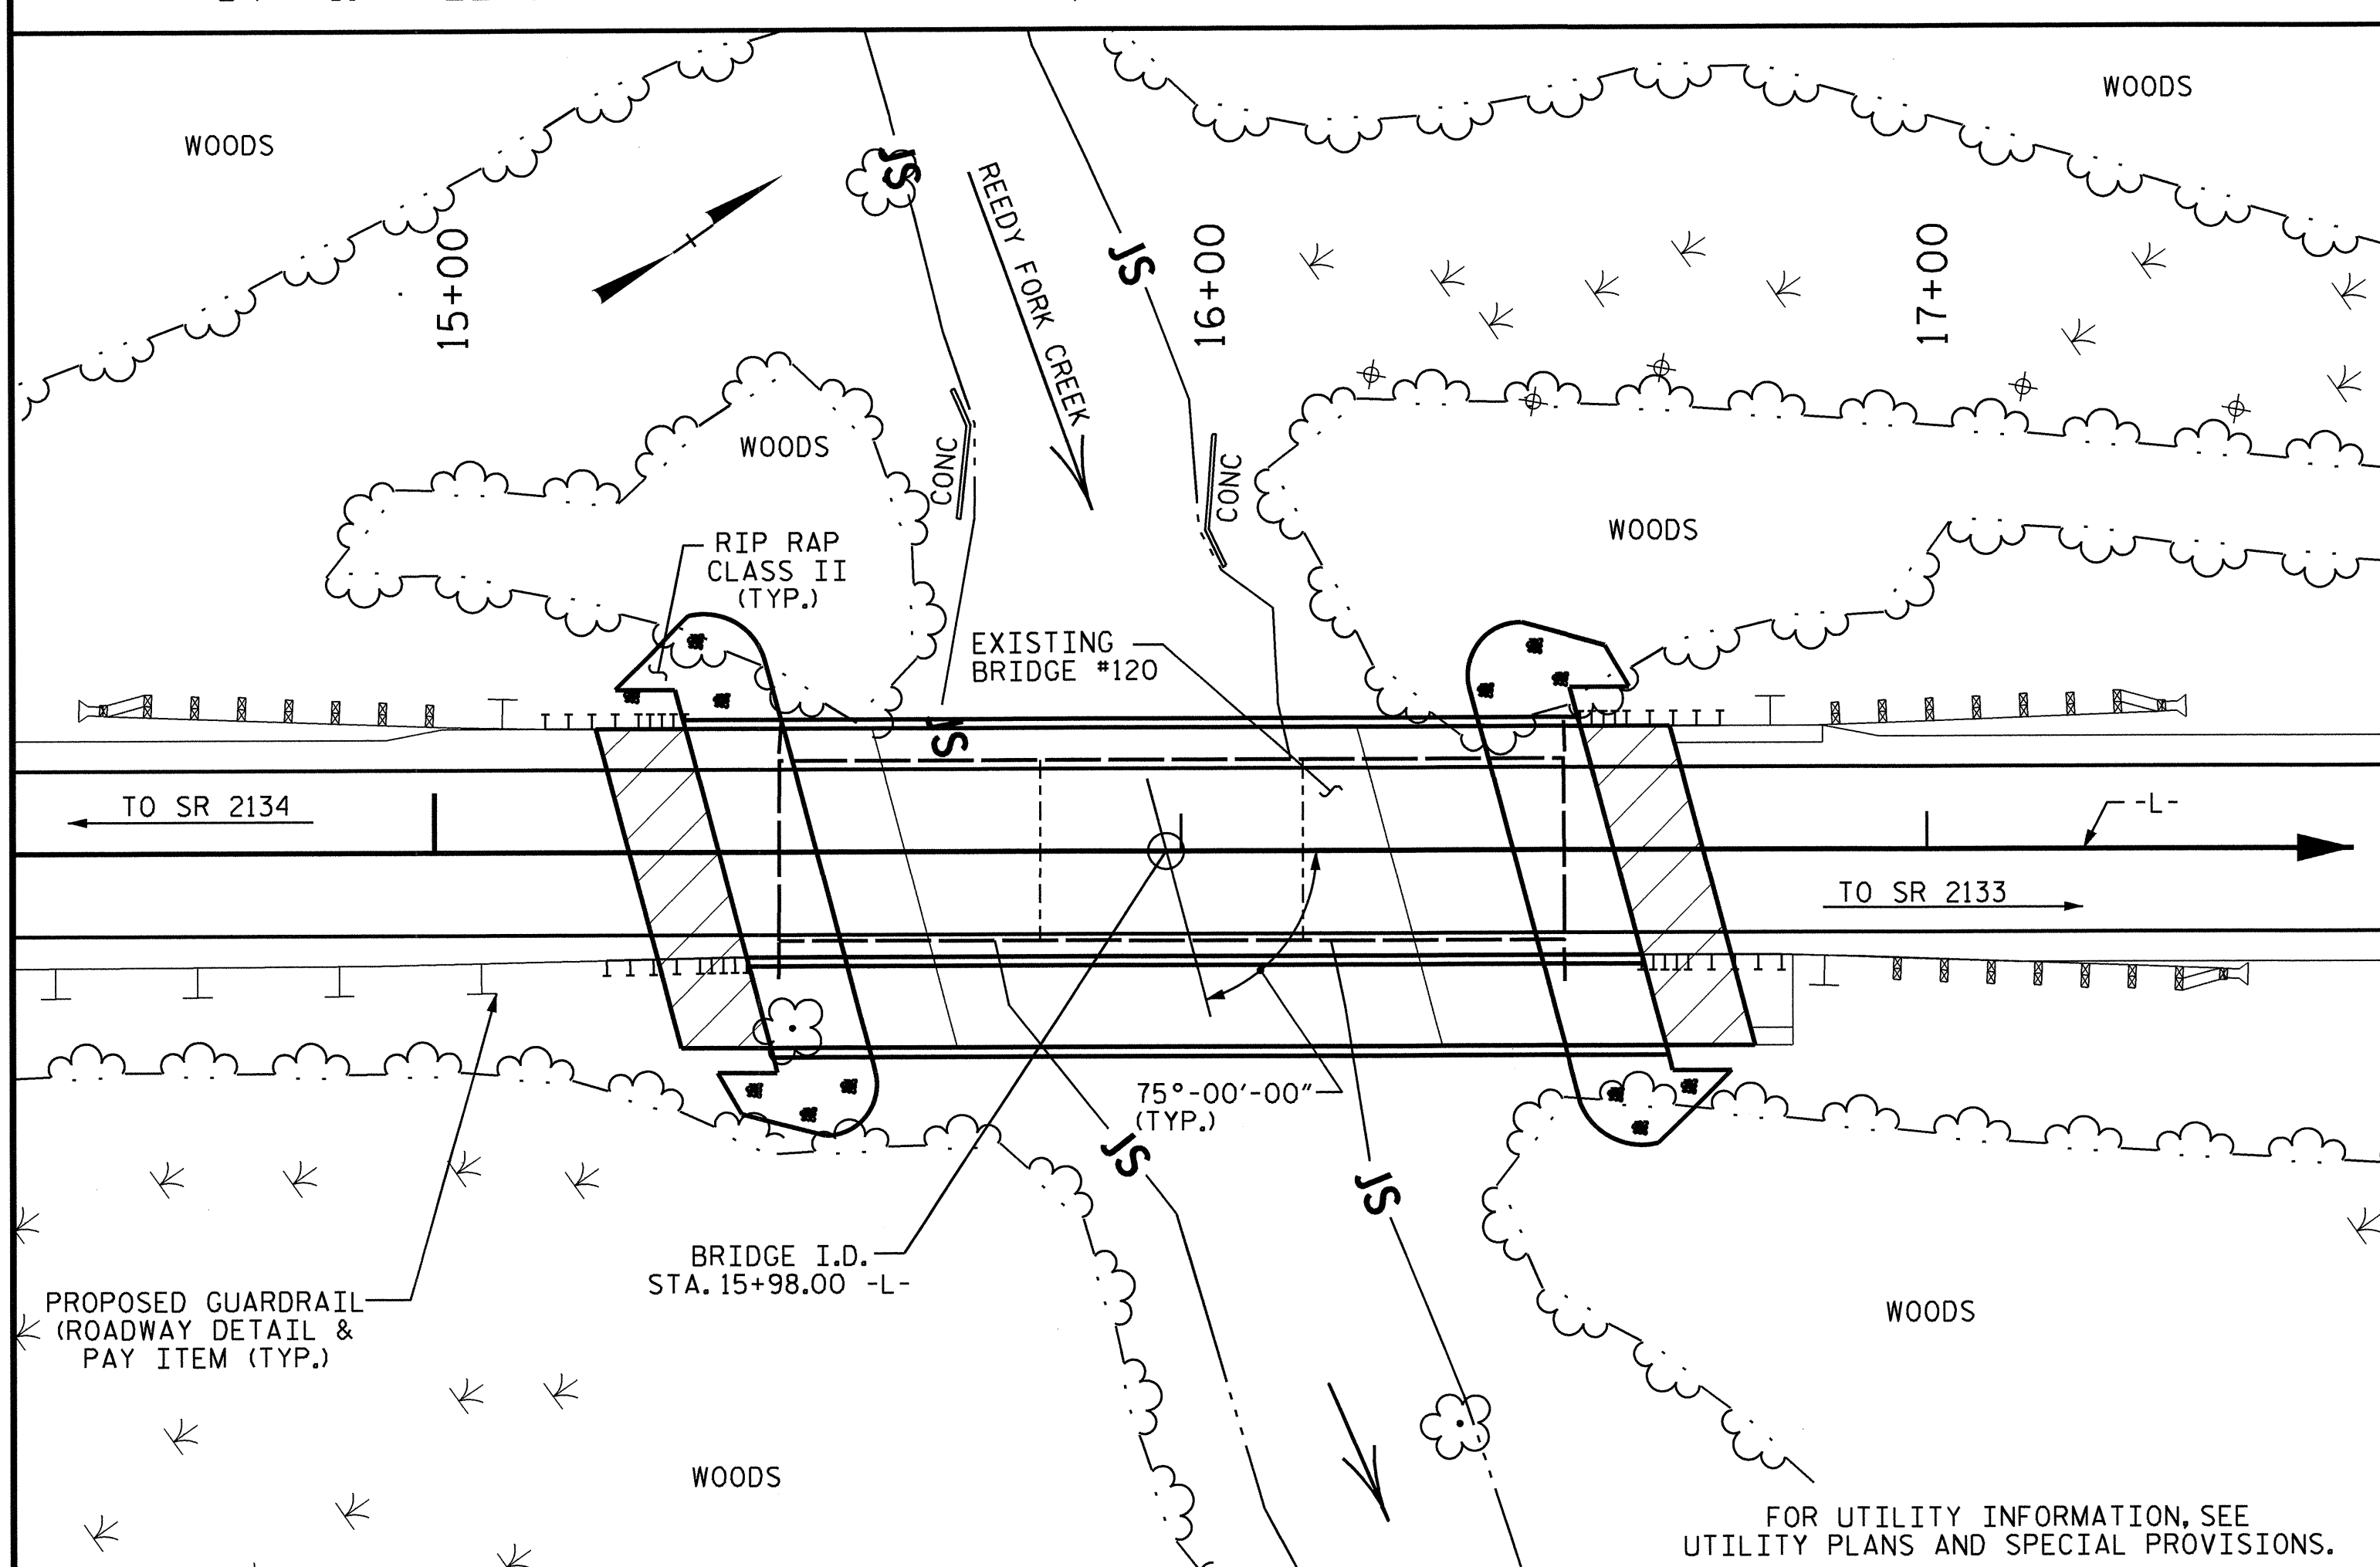 WOODS
WOODS
JS
REEDY FORK CREEK
JS
15+00
16+00
17+00
WOODS
CONC
CONC
WOODS
RIP RAP
CLASS II
(TYP.)
EXISTING
BRIDGE #120
JS
TO SR 2134
-L-
TO SR 2133
75°-00'-00"
(TYP.)
JS
JS
BRIDGE I.D.
STA. 15+98.00 -L-
PROPOSED GUARDRAIL
(ROADWAY DETAIL &
PAY ITEM (TYP.)
WOODS
WOODS
FOR UTILITY INFORMATION, SEE
UTILITY PLANS AND SPECIAL PROVISIONS.